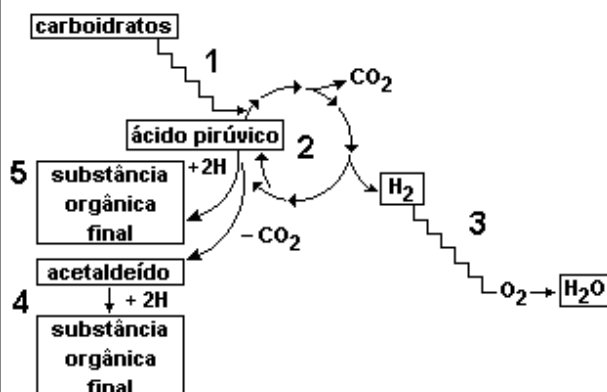 carboidratos
1
CO2
ácido pirúvico
2
5
+2H
substância
orgânica
final
H2
3
– CO2
acetaldeído
O2
H2O
4
+ 2H
substância
orgânica
final